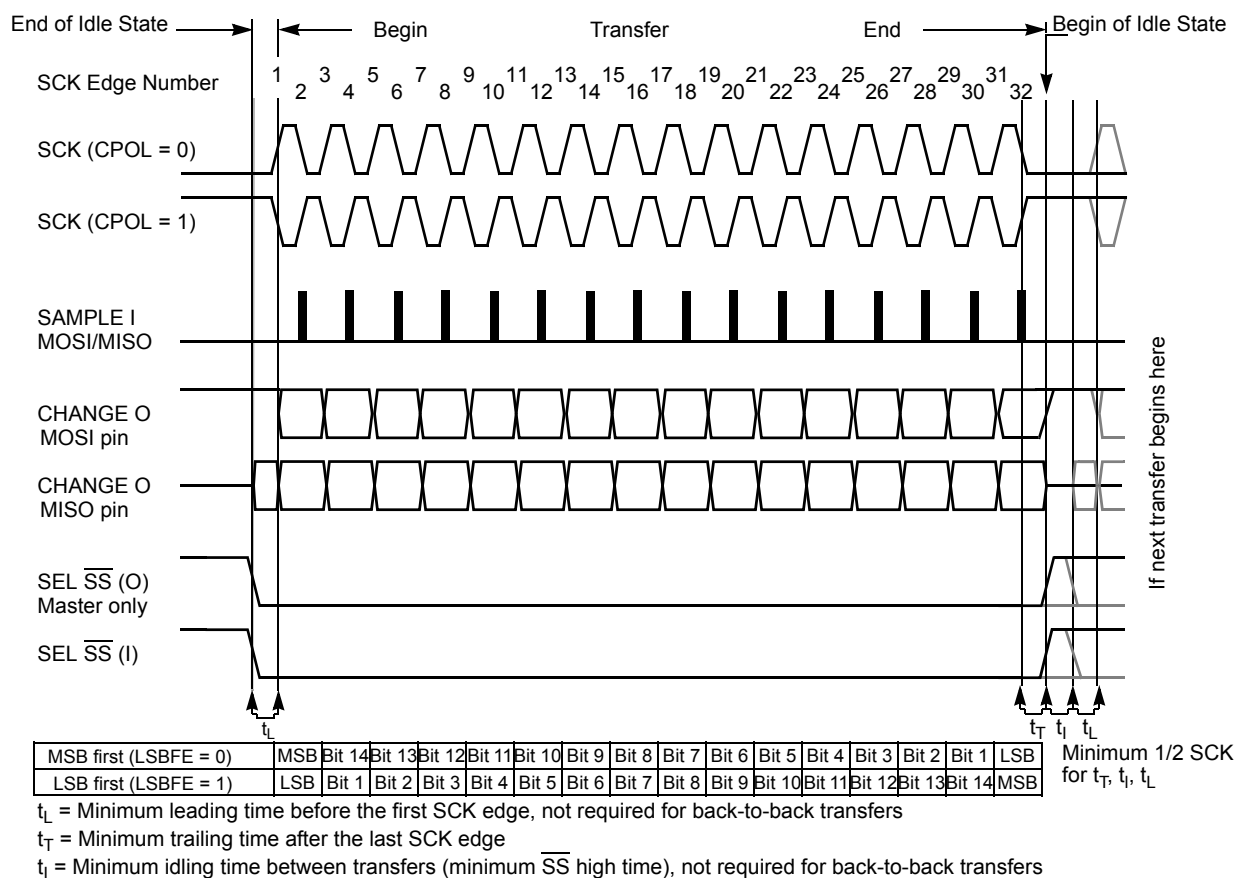 End of Idle State Begin Transfer End Begin of Idle State
SCK Edge Number 1 3 5 7 9 11 13 15 17 19 21 23 25 27 29 31
2 4 6 8 10 12 14 16 18 20 22 24 26 28 30 32
SCK (CPOL = 0)
SCK (CPOL = 1)
SAMPLE I
MOSI/MISO
CHANGE O
MOSI pin
CHANGE O
MISO pin
SEL SS (O)
Master only
SEL SS (I)
If next transfer begins here
tL tT tI tL
MSB first (LSBFE = 0) MSB Bit 14 Bit 13 Bit 12 Bit 11 Bit 10 Bit 9 Bit 8 Bit 7 Bit 6 Bit 5 Bit 4 Bit 3 Bit 2 Bit 1 LSB
LSB first (LSBFE = 1) LSB Bit 1 Bit 2 Bit 3 Bit 4 Bit 5 Bit 6 Bit 7 Bit 8 Bit 9 Bit 10 Bit 11 Bit 12 Bit 13 Bit 14 MSB
Minimum 1/2 SCK
for tT, tI, tL
tL = Minimum leading time before the first SCK edge, not required for back-to-back transfers
tT = Minimum trailing time after the last SCK edge
tI = Minimum idling time between transfers (minimum SS high time), not required for back-to-back transfers